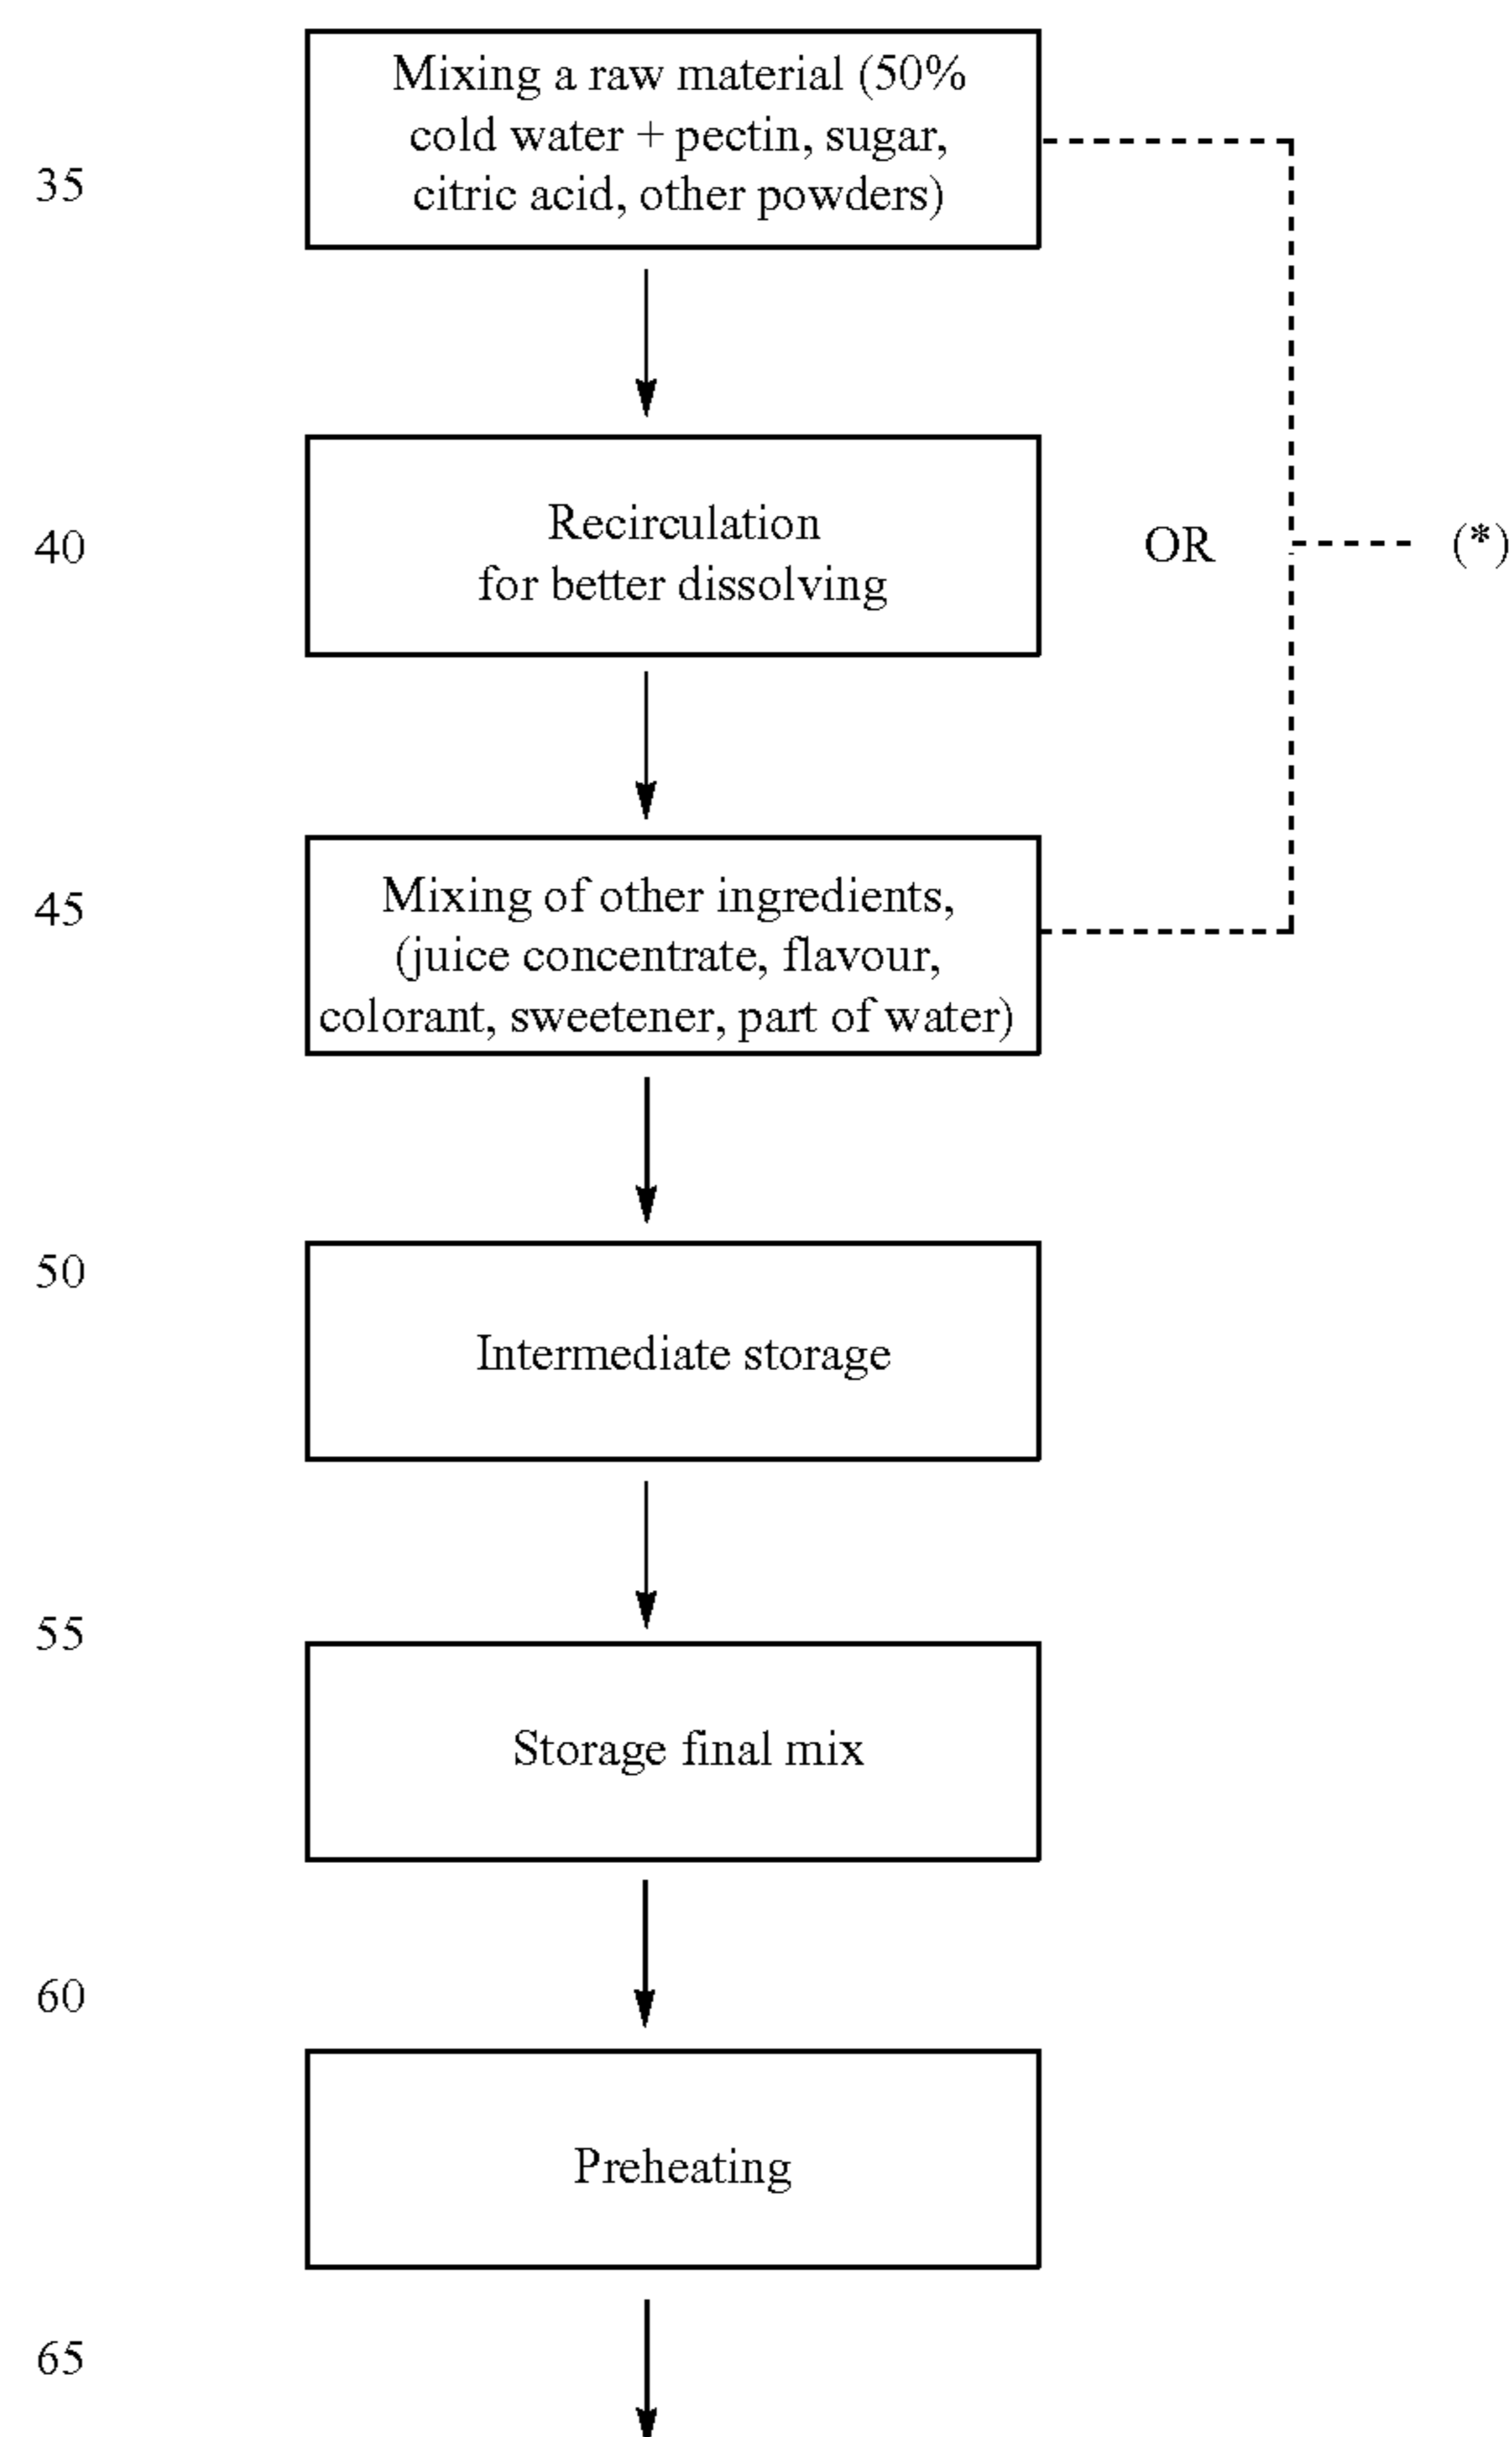 Mixing a raw material (50%
cold water + pectin, sugar,
35
citric acid, other powders)
Recirculation
40
OR
(*)
for better dissolving
45
Mixing of other ingredients,
(juice concentrate, flavour,
colorant, sweetener, part of water)
50
Intermediate storage
55
Storage final mix
60
Preheating
65